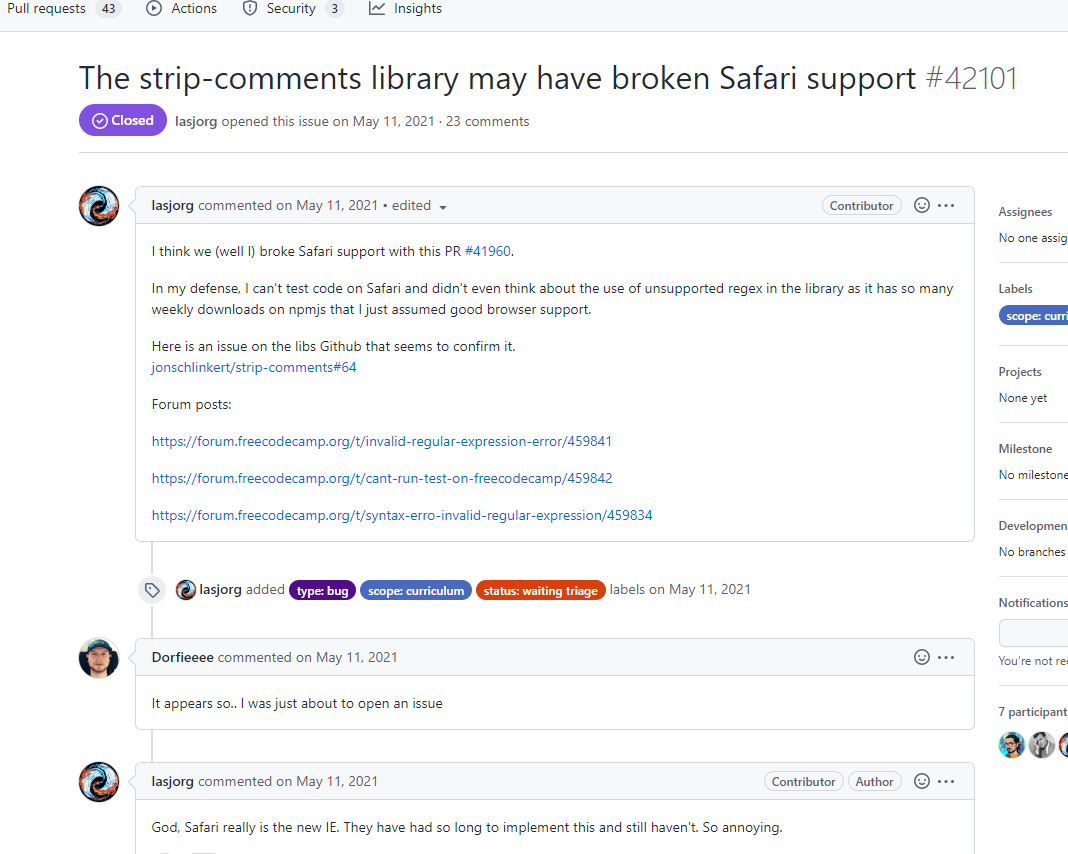 Pull requests 43 Actions Security 3 Insights
The strip-comments library may have broken Safari support #42101
Closed lasjorg opened this issue on May 11, 2021 · 23 comments
lasjorg commented on May 11, 2021 • edited Contributor
I think we (well I) broke Safari support with this PR #41960.
In my defense, I can't test code on Safari and didn't even think about the use of unsupported regex in the library as it has so many
weekly downloads on npmjs that I just assumed good browser support.
Here is an issue on the libs Github that seems to confirm it.
jonschlinkert/strip-comments#64
Forum posts:
https://forum.freecodecamp.org/t/invalid-regular-expression-error/459841
https://forum.freecodecamp.org/t/cant-run-test-on-freecodecamp/459842
https://forum.freecodecamp.org/t/syntax-erro-invalid-regular-expression/459834
lasjorg added type: bug scope: curriculum status: waiting triage labels on May 11, 2021
Dorfieeee commented on May 11, 2021
It appears so.. I was just about to open an issue
lasjorg commented on May 11, 2021 Contributor Author
God, Safari really is the new IE. They have had so long to implement this and still haven't. So annoying.
Assignees
No one assig
Labels
scope: curri
Projects
None yet
Milestone
No milestone
Developmen
No branches
Notifications
You're not re
7 participant